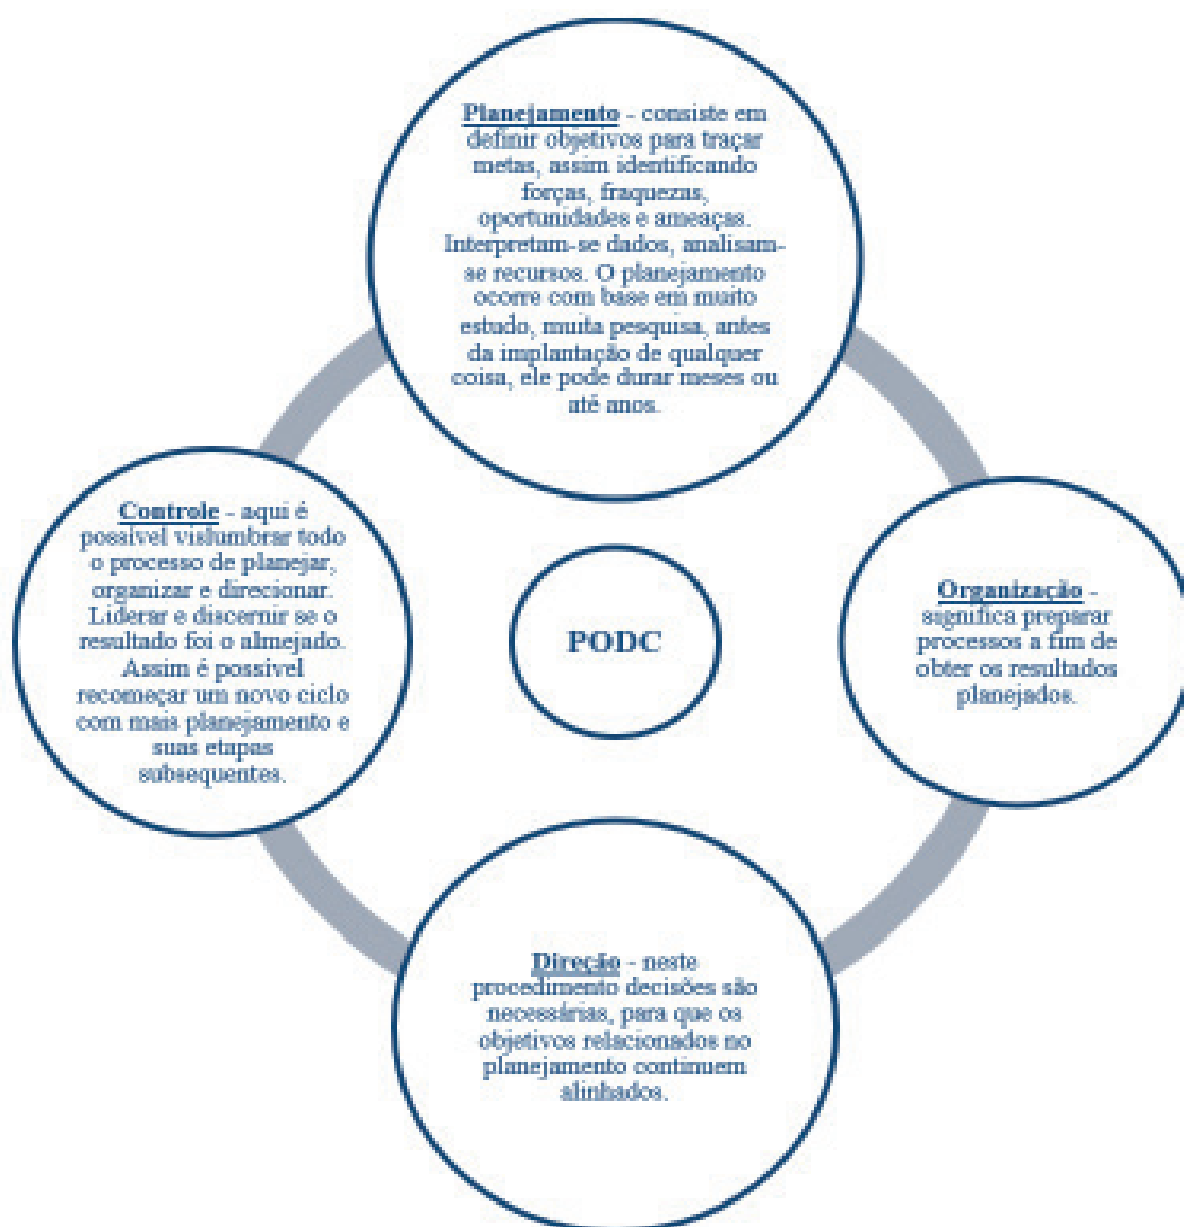 Planejamento - consiste em
definir objetivos para traçar
metas, assim identificando
forças, fraquezas,
oportunidades e ameaças.
Interpretam-se dados, analisam-
se recursos. O planejamento
ocorre com base em muito
estudo, muita pesquisa, antes
da implantação de qualquer
coisa, ele pode durar meses ou
até anos.
Organização -
significa preparar
processos a fim de
obter os resultados
planejados.
Direção - neste
procedimento decisões são
necessárias, para que os
objetivos relacionados no
planejamento continuem
alinhados.
Controle - aqui é
possível vislumbrar todo
o processo de planejar,
organizar e direcionar.
Liderar e discernir se o
resultado foi o almejado.
Assim é possível
recomeçar um novo ciclo
com mais planejamento e
suas etapas
subsequentes.
PODC